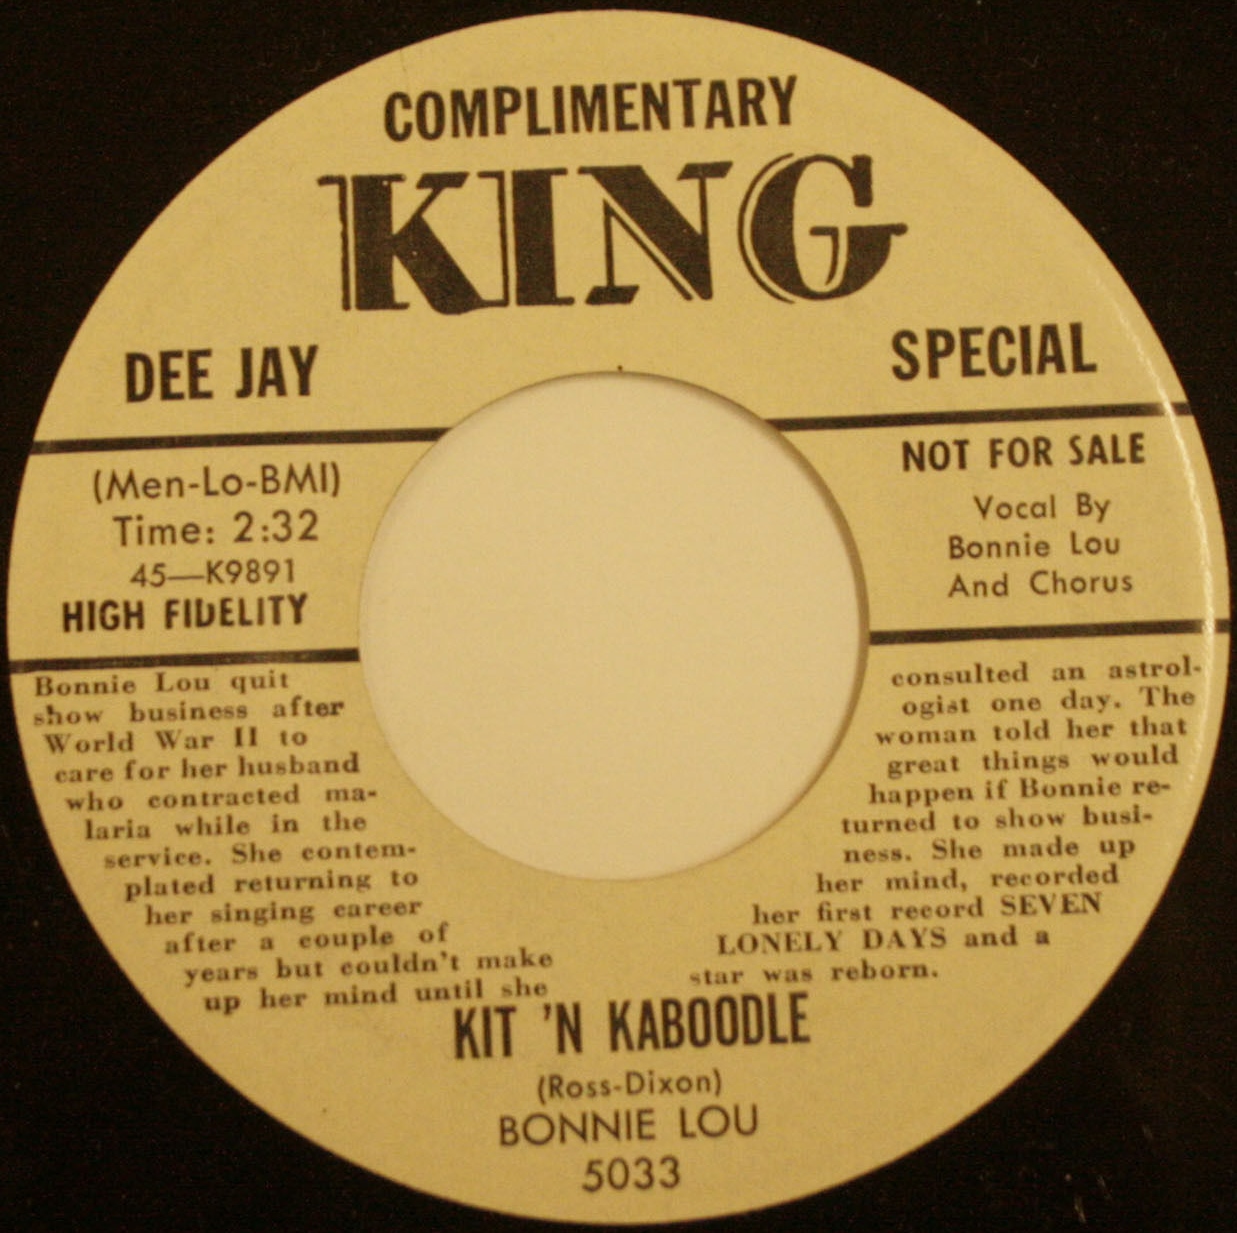 COMPLIMENTARY
KING
DEE JAY
SPECIAL
(Men-Lo-BMI)
Time: 2:32
45—K9891
HIGH FIDELITY
NOT FOR SALE
Vocal By
Bonnie Lou
And Chorus
Bonnie Lou quit
show business after
World War II to
care for her husband
who contracted ma-
laria while in the
service. She contem-
plated returning to
her singing career
after a couple of
years but couldn't make
up her mind until she
consulted an astrol-
ogist one day. The
woman told her that
great things would
happen if Bonnie re-
turned to show busi-
ness. She made up
her mind, recorded
her first record SEVEN
LONELY DAYS and a
star was reborn.
KIT 'N KABOODLE
(Ross-Dixon)
BONNIE LOU
5033